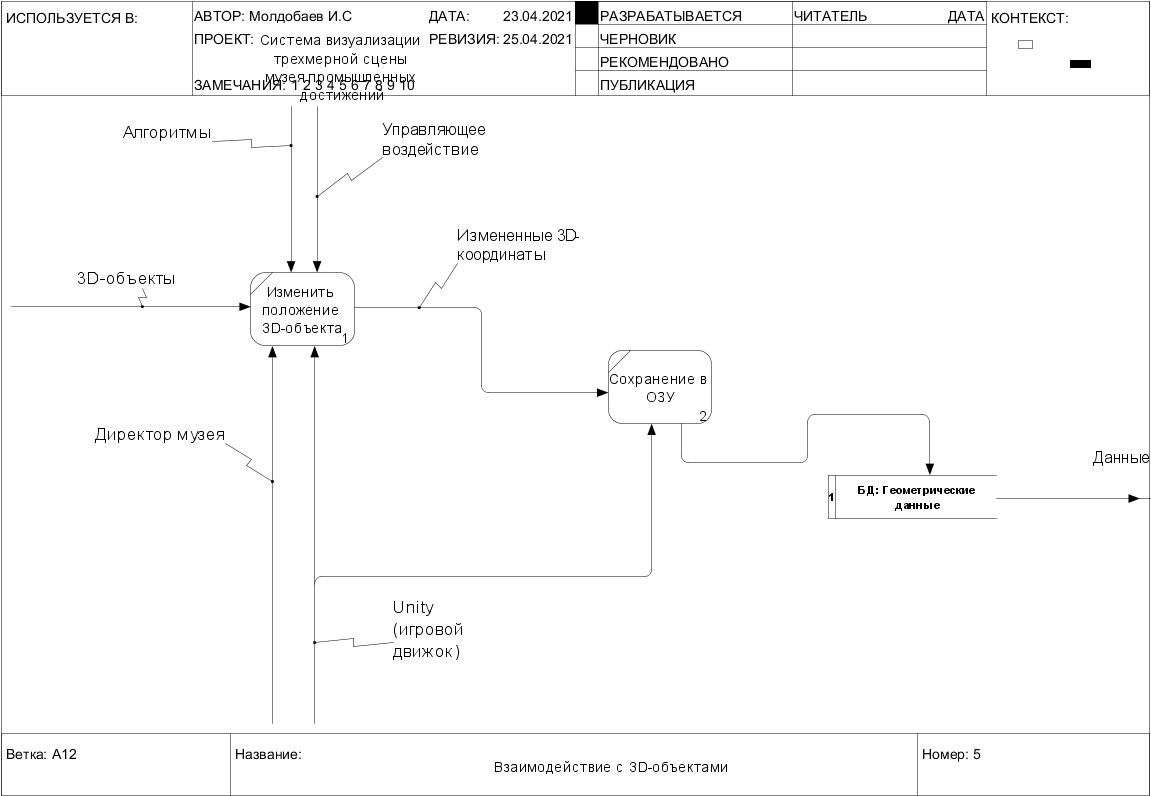 ИСПОЛЬЗУЕТСЯ В:
АВТОР: Молдобаев И.С
ДАТА: 23.04.2021
ПРОЕКТ: Система визуализации
трехмерной сцены
музея промышленных
достижений
РЕВИЗИЯ: 25.04.2021
ЗАМЕЧАНИЯ: 1 2 3 4 5 6 7 8 9 10
РАЗРАБАТЫВАЕТСЯ
ЧЕРНОВИК
РЕКОМЕНДОВАНО
ПУБЛИКАЦИЯ
ЧИТАТЕЛЬ ДАТА
КОНТЕКСТ:
Алгоритмы
Управляющее
воздействие
Измененные 3D-
координаты
3D-объекты
Изменить
положение
3D-объекта
1
Сохранение в
ОЗУ
2
Директор музея
Данные
1
БД: Геометрические
данные
Unity
(игровой
движок)
Ветка: A12
Название:
Взаимодействие с 3D-объектами
Номер: 5